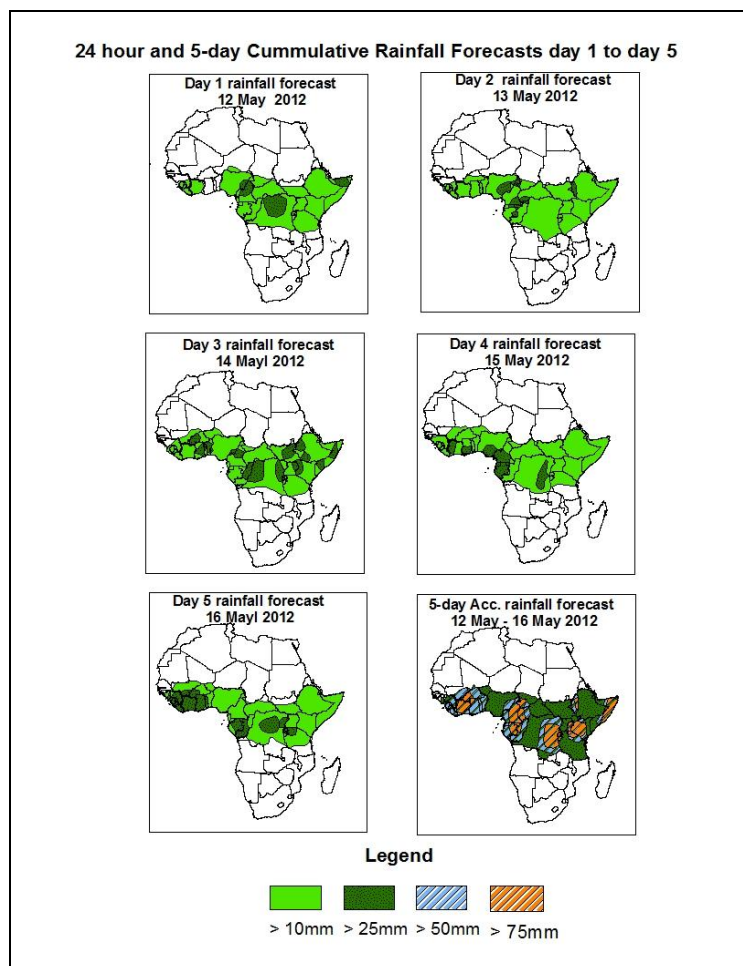 24 hour and 5-day Cummulative Rainfall Forecasts day 1 to day 5
Day 1 rainfall forecast
12 May 2012
Day 2 rainfall forecast
13 May 2012
Day 3 rainfall forecast
14 Mayl 2012
Day 4 rainfall forecast
15 May 2012
Day 5 rainfall forecast
16 Mayl 2012
5-day Acc. rainfall forecast
12 May - 16 May 2012
Legend
> 10mm > 25mm > 50mm > 75mm